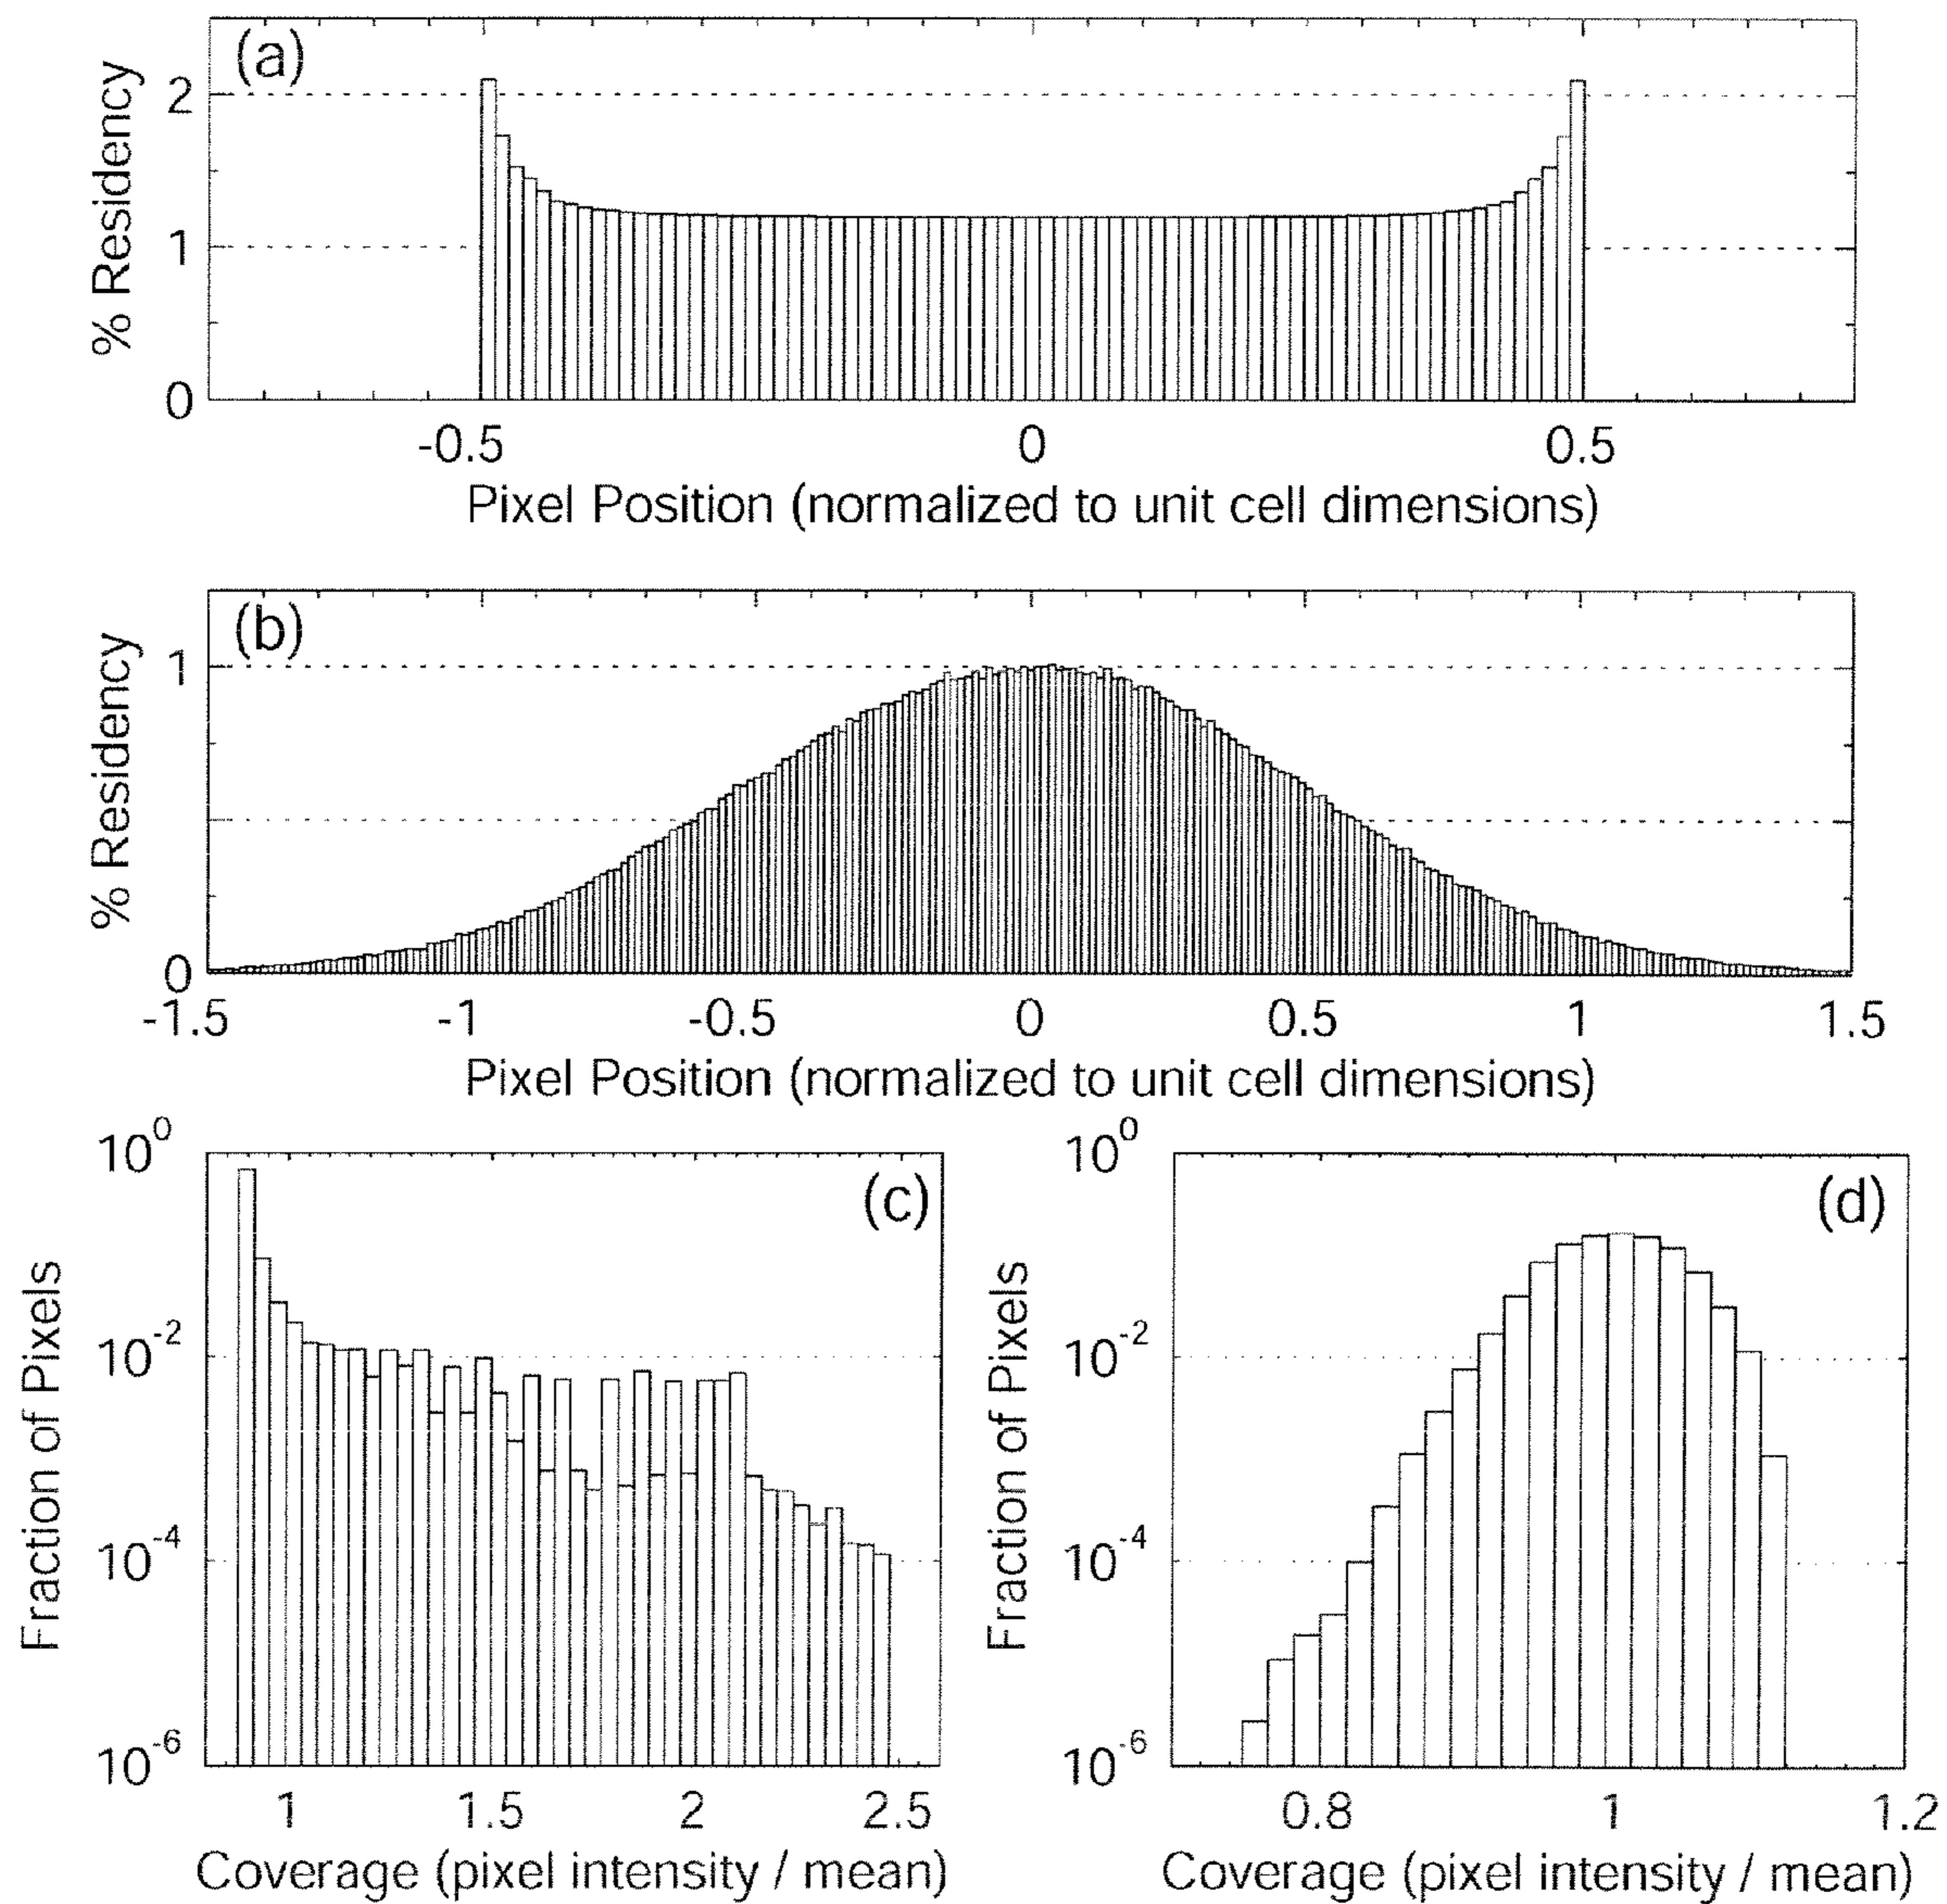 (a)
% Residency
2
1
0
-0.5 0 0.5
Pixel Position (normalized to unit cell dimensions)
(b)
% Residency
1
0
-1.5 -1 -0.5 0 0.5 1 1.5
Pixel Position (normalized to unit cell dimensions)
(c)
Fraction of Pixels
10^0
10^-2
10^-4
10^-6
1 1.5 2 2.5
Coverage (pixel intensity / mean)
(d)
Fraction of Pixels
10^0
10^-2
10^-4
10^-6
0.8 1 1.2
Coverage (pixel intensity / mean)